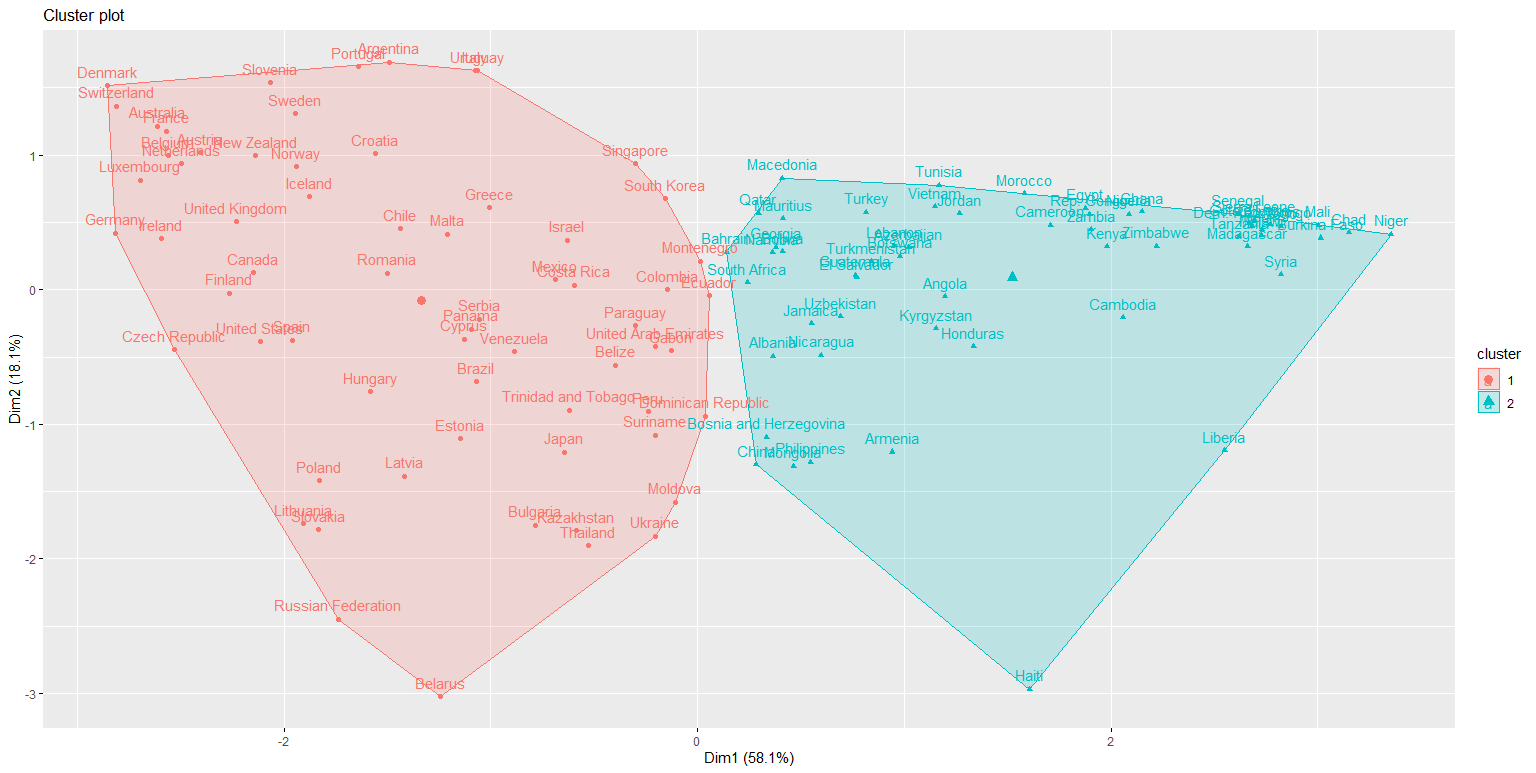 Cluster plot
Argentina
Portugal
Uruguay
Denmark
Slovenia
Switzerland
Sweden
Australia
France
Austria
Croatia
Belgium
New Zealand
Netherlands
Norway
Singapore
Luxembourg
Iceland
South Korea
Greece
United Kingdom
Germany
Chile
Malta
Ireland
Israel
Montenegro
Canada
Romania
Mexico
Costa Rica
Colombia
Finland
Ecuador
Serbia
Panama
Paraguay
Cyprus
United States
Spain
Czech Republic
Venezuela
United Arab Emirates
Gabon
Belize
Brazil
Hungary
Trinidad and Tobago
Peru
Dominican Republic
Estonia
Suriname
Japan
Latvia
Poland
Moldova
Lithuania
Slovakia
Bulgaria
Kazakhstan
Ukraine
Thailand
Russian Federation
Belarus
Macedonia
Tunisia
Morocco
Qatar
Mauritius
Turkey
Vietnam
Jordan
Egypt
Ghana
Senegal
Sierra Leone
Cameroon
Zambia
Mali
Chad
Niger
Georgia
Lebanon
Azerbaijan
Botswana
Kenya
Zimbabwe
Tanzania
Madagascar
Burkina Faso
Bahrain
Namibia
Turkmenistan
Guatemala
El Salvador
South Africa
Syria
Angola
Uzbekistan
Jamaica
Kyrgyzstan
Cambodia
Albania
Nicaragua
Honduras
Bosnia and Herzegovina
Armenia
China
Mongolia
Philippines
Liberia
Haiti
1
0
-1
-2
-3
Dim2 (18.1%)
-2
0
2
Dim1 (58.1%)
cluster
1
2